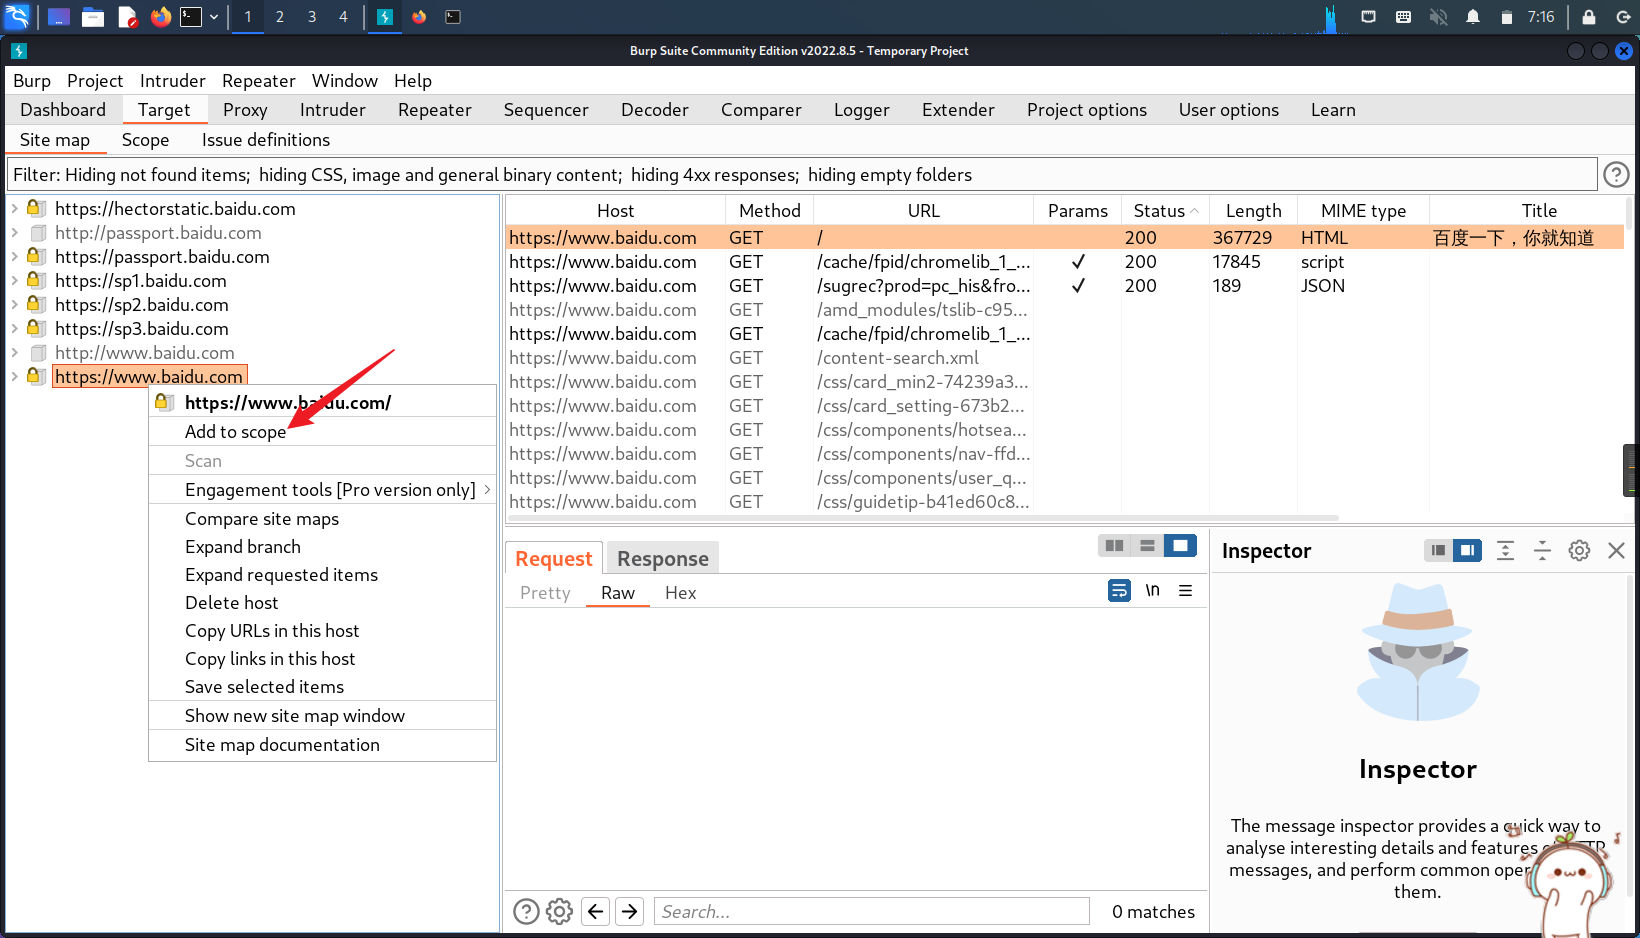 1 2 3 4 7:16
Burp Suite Community Edition v2022.8.5 - Temporary Project
Burp Project Intruder Repeater Window Help
Dashboard Target Proxy Intruder Repeater Sequencer Decoder Comparer Logger Extender Project options User options Learn
Site map Scope Issue definitions
Filter: Hiding not found items; hiding CSS, image and general binary content; hiding 4xx responses; hiding empty folders
https://hectorstatic.baidu.com
http://passport.baidu.com
https://passport.baidu.com
https://sp1.baidu.com
https://sp2.baidu.com
https://sp3.baidu.com
http://www.baidu.com
https://www.baidu.com
https://www.baidu.com/
Add to scope
Scan
Engagement tools [Pro version only]
Compare site maps
Expand branch
Expand requested items
Delete host
Copy URLs in this host
Copy links in this host
Save selected items
Show new site map window
Site map documentation
Host Method URL Params Status Length MIME type Title
https://www.baidu.com GET / 200 367729 HTML 百度一下，你就知道
https://www.baidu.com GET /cache/fpid/chromelib_1_... ✓ 200 17845 script
https://www.baidu.com GET /sugrec?prod=pc_his&fro... ✓ 200 189 JSON
https://www.baidu.com GET /amd_modules/tslib-c95...
https://www.baidu.com GET /cache/fpid/chromelib_1_...
https://www.baidu.com GET /content-search.xml
https://www.baidu.com GET /css/card_min2-74239a3...
https://www.baidu.com GET /css/card_setting-673b2...
https://www.baidu.com GET /css/components/hotsea...
https://www.baidu.com GET /css/components/nav-ffd...
https://www.baidu.com GET /css/components/user_q...
https://www.baidu.com GET /css/guidetip-b41ed60c8...
Request Response
Pretty Raw Hex \n
Search... 0 matches
Inspector
Inspector
The message inspector provides a quick way to
analyse interesting details and features
messages, and perform common
them.